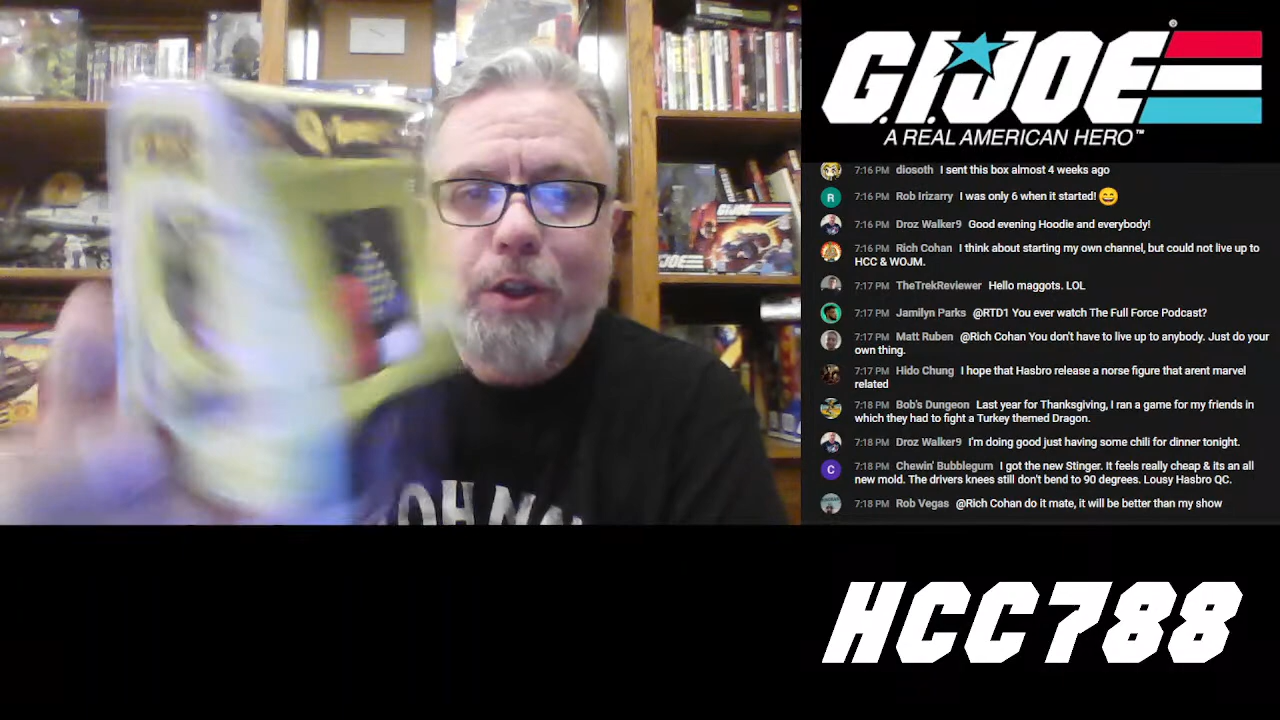 G.I. JOE
A REAL AMERICAN HERO™
7:16 PM diosoth I sent this box almost 4 weeks ago
R 7:16 PM Rob Irizarry I was only 6 when it started! 😄
7:16 PM Droz Walker9 Good evening Hoodie and everybody!
7:16 PM Rich Cohan I think about starting my own channel, but could not live up to
HCC & WOJM.
7:17 PM TheTrekReviewer Hello maggots. LOL
7:17 PM Jamilyn Parks @RTD1 You ever watch The Full Force Podcast?
7:17 PM Matt Ruben @Rich Cohan You don't have to live up to anybody. Just do your
own thing.
7:17 PM Hido Chung I hope that Hasbro release a norse figure that arent marvel
related
7:18 PM Bob's Dungeon Last year for Thanksgiving, I ran a game for my friends in
which they had to fight a Turkey themed Dragon.
7:18 PM Droz Walker9 I'm doing good just having some chili for dinner tonight.
C 7:18 PM Chewin' Bubblegum I got the new Stinger. It feels really cheap & its an all
new mold. The drivers knees still don't bend to 90 degrees. Lousy Hasbro QC.
7:18 PM Rob Vegas @Rich Cohan do it mate, it will be better than my show
HCC788